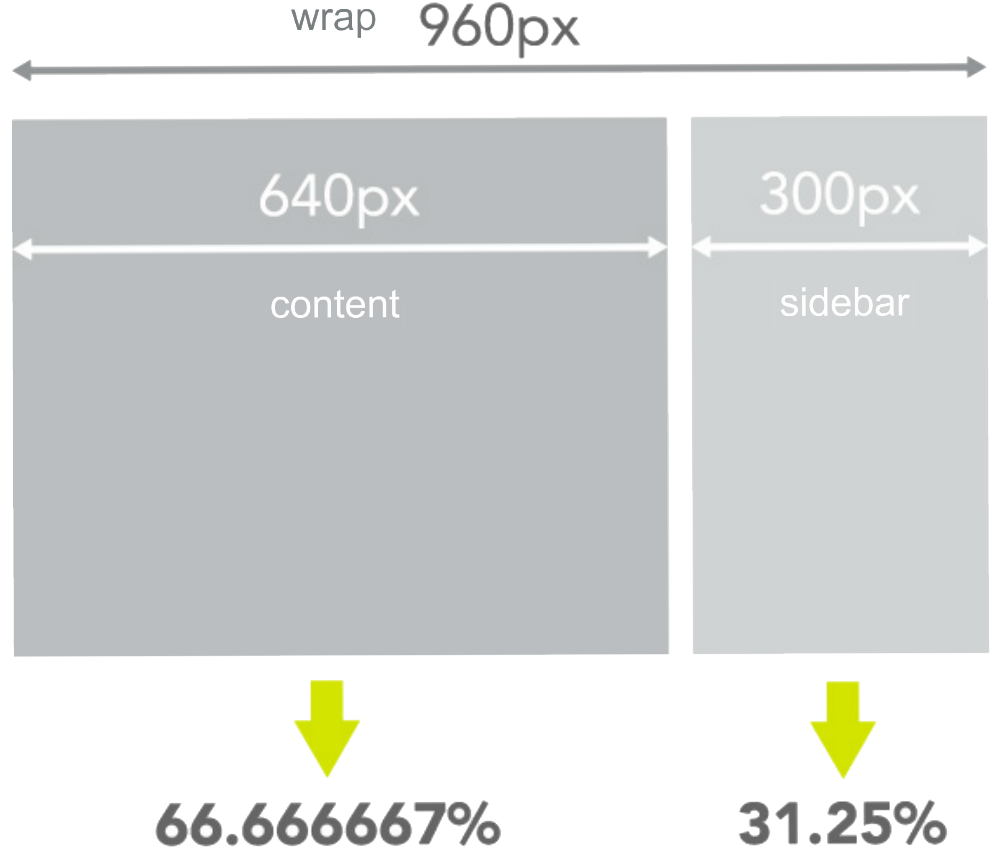 wrap 960px
640px
300px
content
sidebar
66.666667%
31.25%